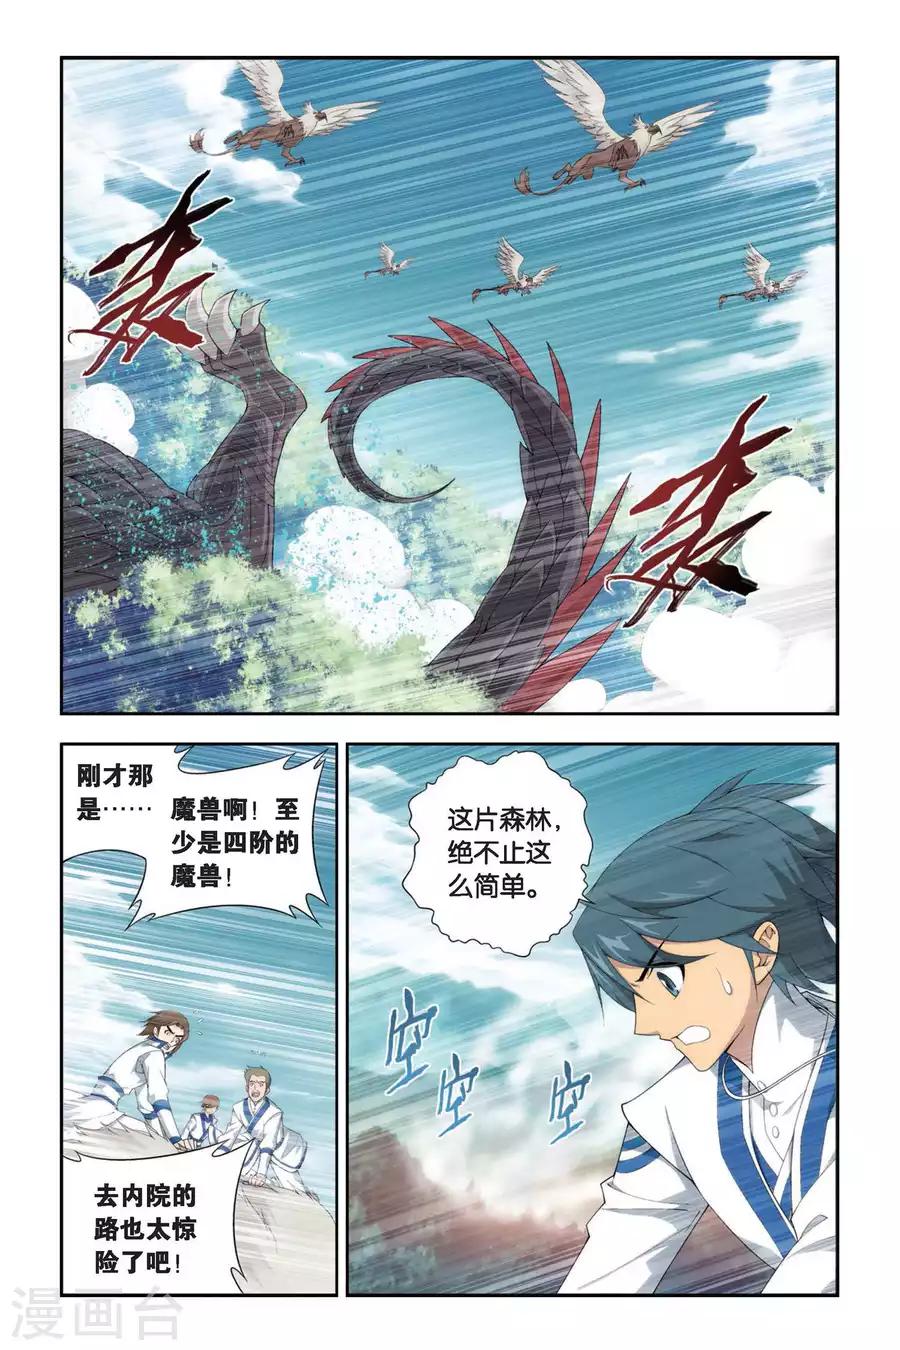 轰
轰
刚才那
是……
魔兽啊！至
少是四阶的
魔兽！
这片森林，
绝不止这
么简单。
空
空
空
去内院的
路也太惊
险了吧！
漫画台